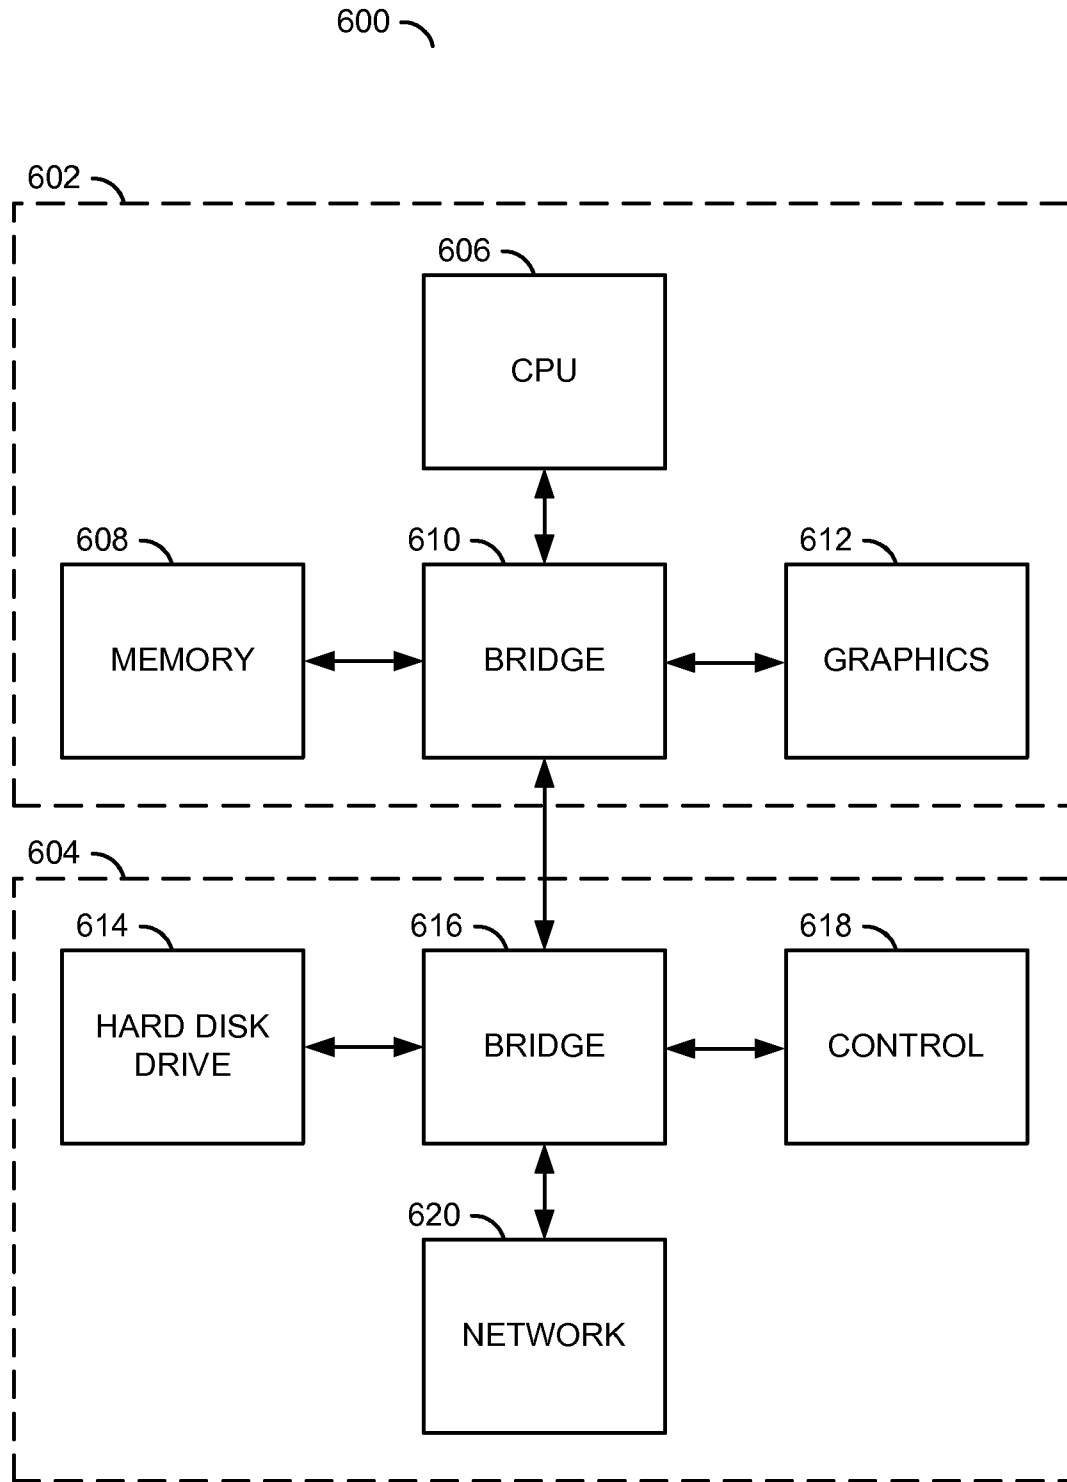 600
602
606
CPU
608
610
612
MEMORY
BRIDGE
GRAPHICS
604
614
616
618
HARD DISK
DRIVE
BRIDGE
CONTROL
620
NETWORK